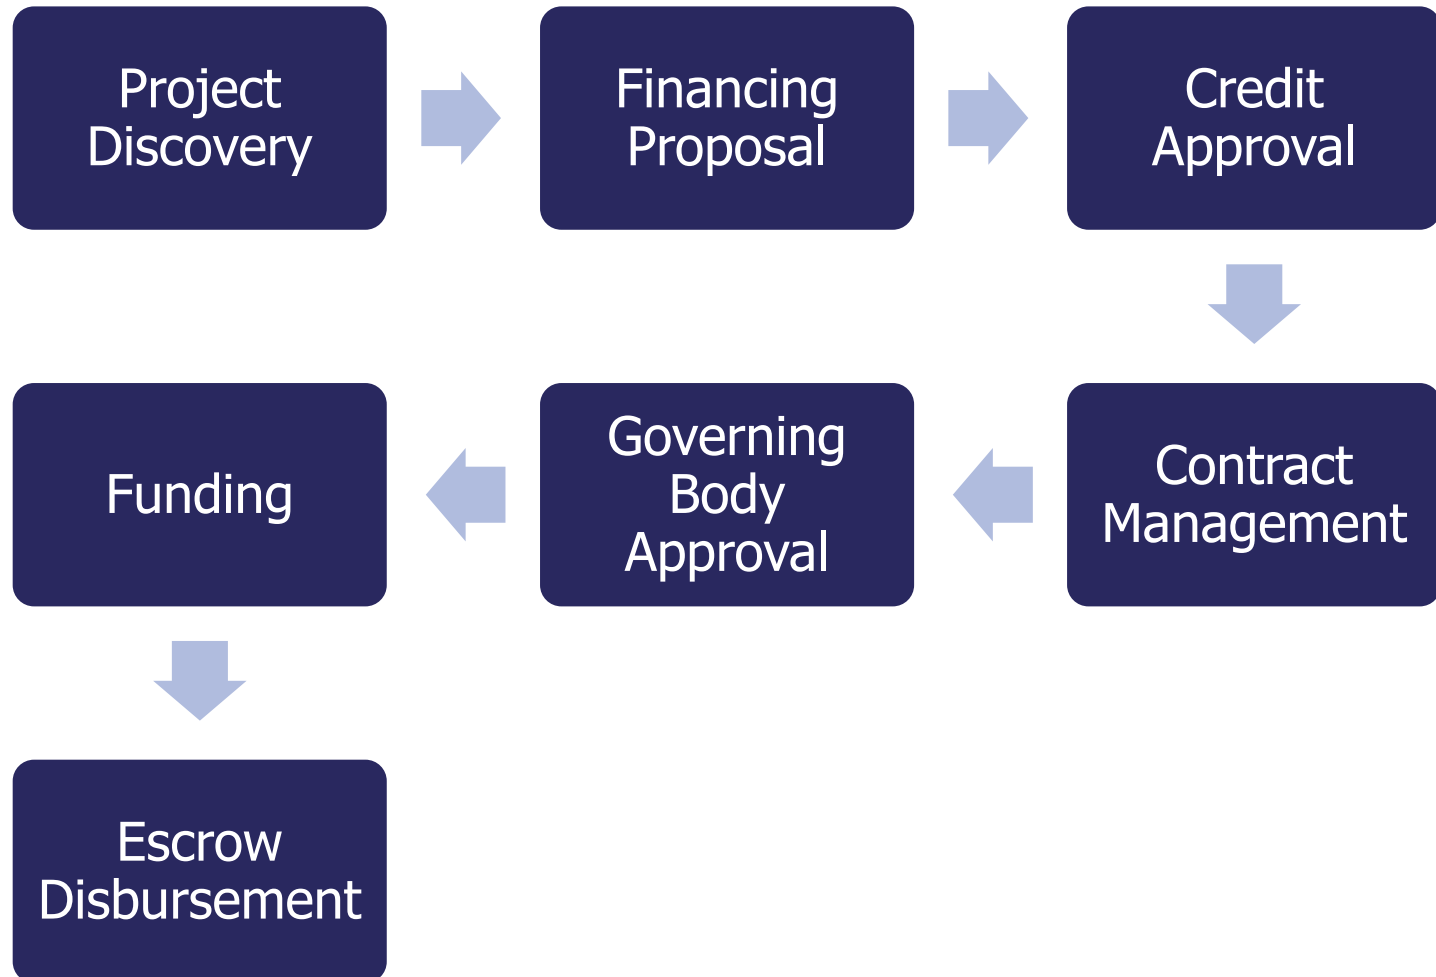 Project
Discovery
Financing
Proposal
Credit
Approval
Contract
Management
Governing
Body
Approval
Funding
Escrow
Disbursement